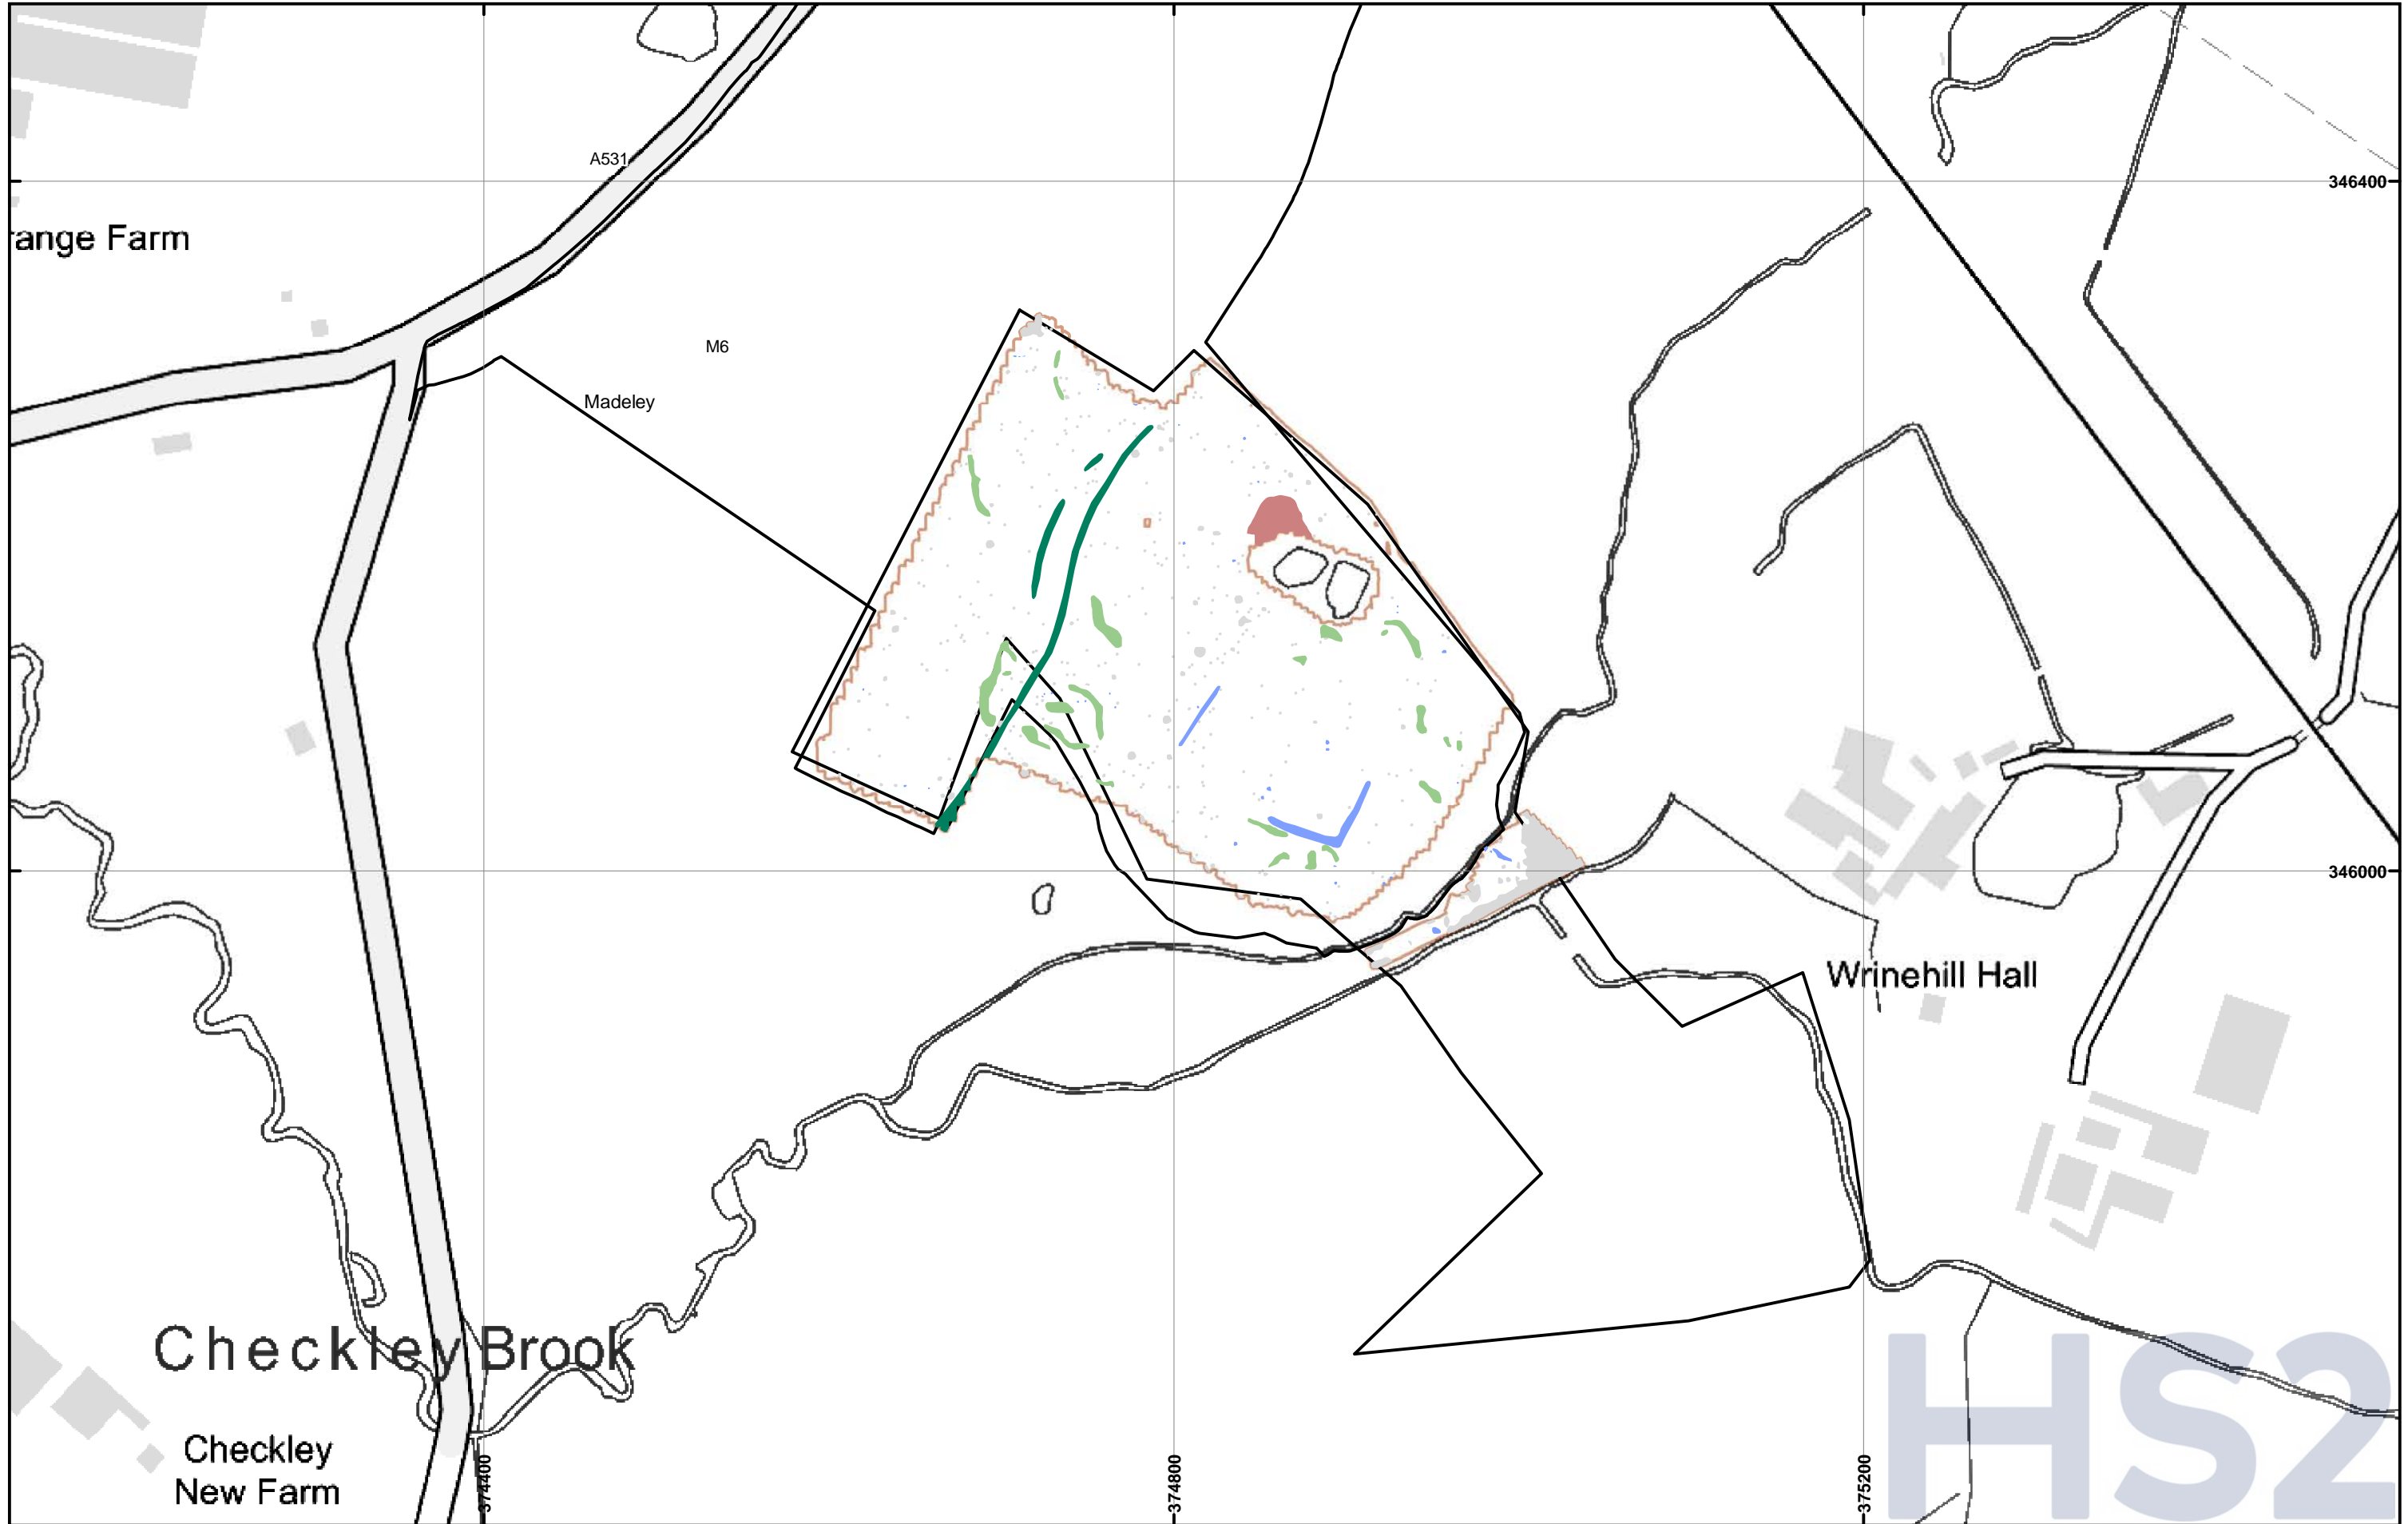 A531
346400
range Farm
M6
Madeley
346000
Wrinehill Hall
Checkley Brook
Checkley
New Farm
374400
374800
375200
HS2